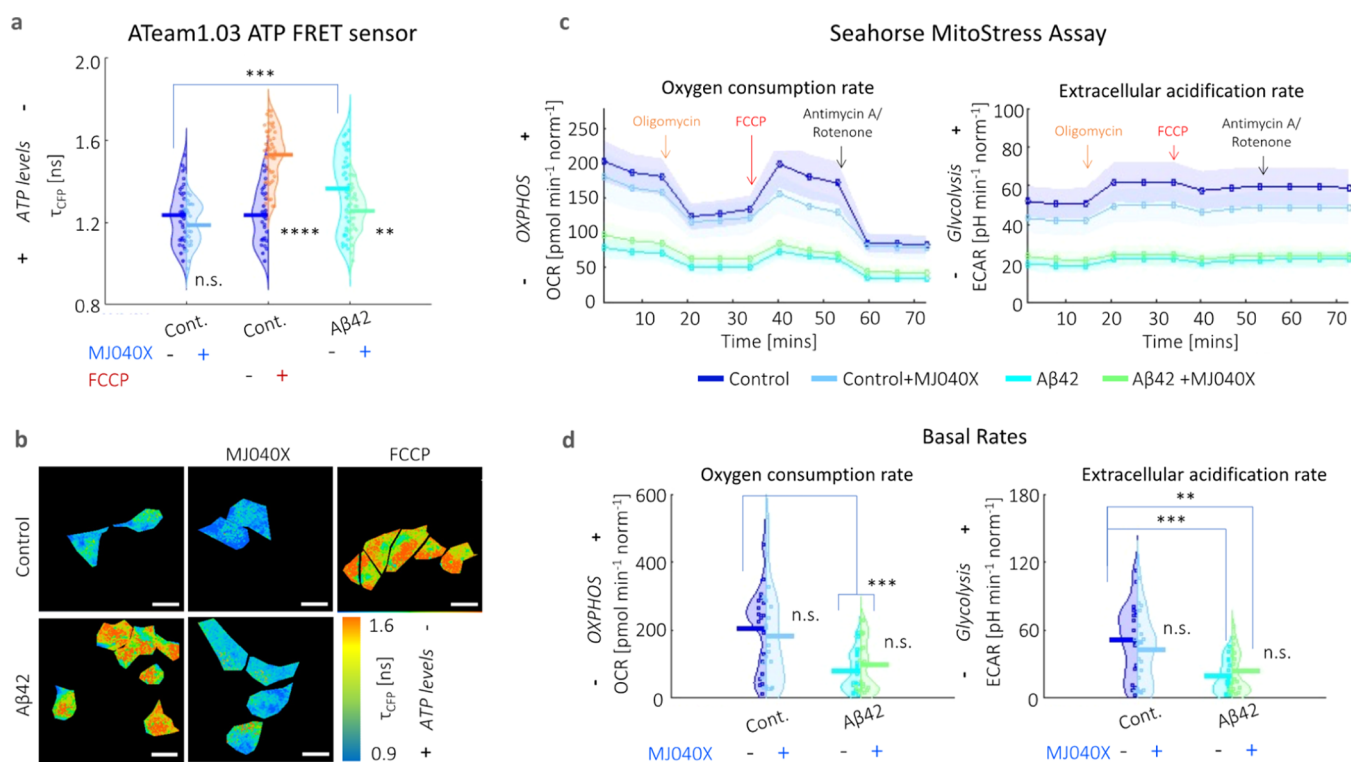 a
ATeam1.03 ATP FRET sensor
ATP levels
+
-
τCFP [ns]
2.0
1.6
1.2
0.8
***
n.s.
****
**
Cont.
Cont.
Aβ42
MJ040X
-
+
-
+
FCCP
-
+
c
Seahorse MitoStress Assay
Oxygen consumption rate
OXPHOS
-
+
OCR [pmol min-1 norm-1]
250
200
150
100
50
0
Oligomycin
FCCP
Antimycin A/
Rotenone
10 20 30 40 50 60 70
Time [mins]
Extracellular acidification rate
Glycolysis
-
+
ECAR [pH min-1 norm-1]
100
80
60
40
20
0
Oligomycin
FCCP
Antimycin A/
Rotenone
10 20 30 40 50 60 70
Time [mins]
Control
Control+MJ040X
Aβ42
Aβ42 +MJ040X
b
MJ040X
FCCP
Control
Aβ42
1.6
0.9
τCFP [ns]
+ ATP levels -
d
Basal Rates
Oxygen consumption rate
OXPHOS
-
+
OCR [pmol min-1 norm-1]
600
400
200
0
n.s.
***
n.s.
Cont.
Aβ42
MJ040X
- + - +
Extracellular acidification rate
Glycolysis
-
+
ECAR [pH min-1 norm-1]
180
120
60
0
**
***
n.s.
n.s.
Cont.
Aβ42
MJ040X
- + - +